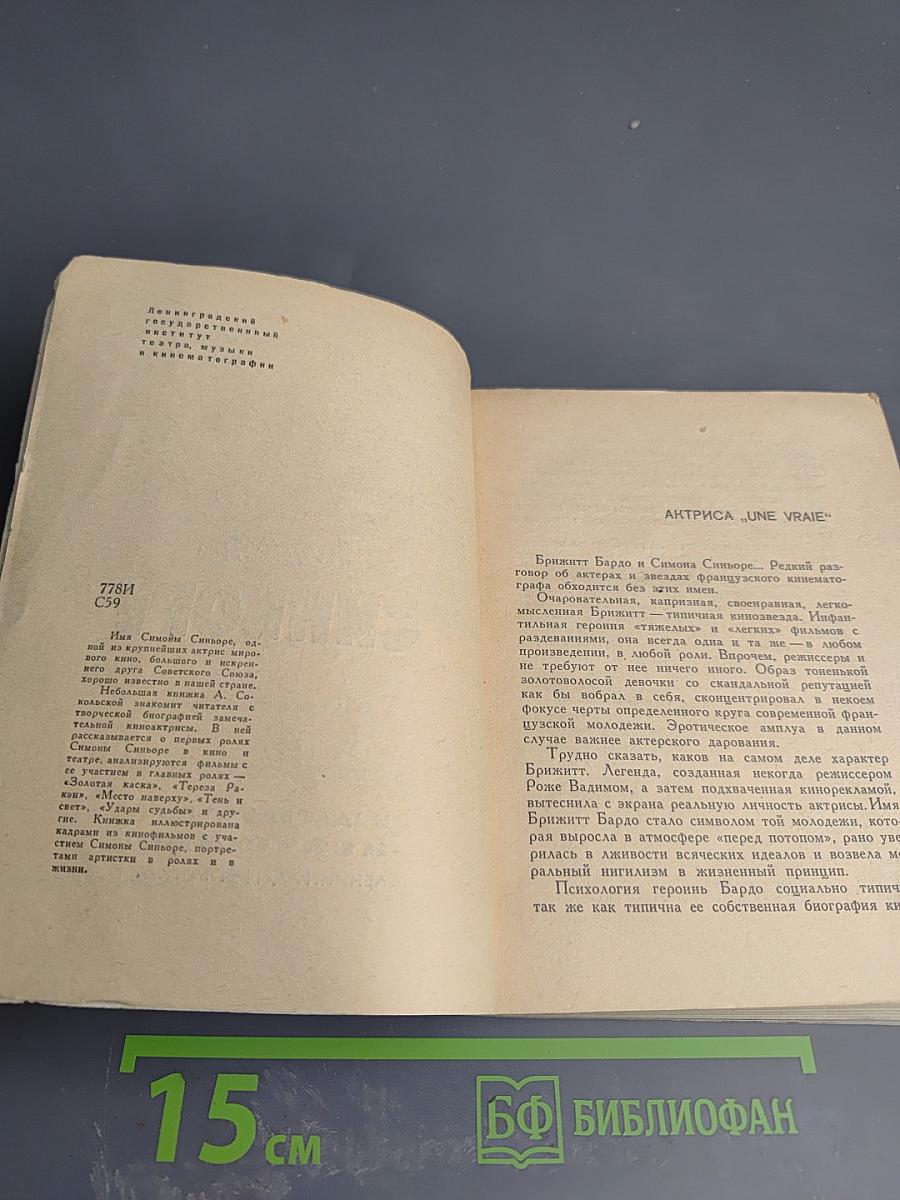 Ленинградский
государственнный
институт
театра, музыки
и кинематографии
778И
С59
Имя Симоны Синьоре, од-
ной из крупнейших актрис миро-
вого кино, большого и искрен-
него друга Советского Союза,
хорошо известно в нашей стране.
Небольшая книжка А. Со-
кольской знакомит читателя с
творческой биографией замеча-
тельной киноактрисы. В ней
рассказывается о первых ролях
Симоны Синьоре в кино и
театре, анализируются фильмы с
ее участием в главных ролях —
«Золотая каска», «Тереза Ра-
кэн», «Место наверху», «Тень и
свет», «Удары судьбы» и дру-
гие. Книжка иллюстрирована
кадрами из кинофильмов с уча-
стием Симоны Синьоре, портре-
тами артистки в ролях и в
жизни.
АКТРИСА „UNE VRAIE“
Брижитт Бардо и Симона Синьоре... Редкий раз-
говор об актерах и звездах французского кинемато-
графа обходится без этих имен.
Очаровательная, капризная, своенравная, легко-
мысленная Брижитт — типичная кинозвезда. Инфан-
тильная героиня «тяжелых» и «легких» фильмов с
раздеваниями, она всегда одна и та же — в любом
произведении, в любой роли. Впрочем, режиссеры и
не требуют от нее ничего иного. Образ тоненькой
золотоволосой девочки со скандальной репутацией
как бы вобрал в себя, сконцентрировал в некоем
фокусе черты определенного круга современной фран-
цузской молодежи. Эротическое амплуа в данном
случае важнее актерского дарования.
Трудно сказать, каков на самом деле характер
Брижитт. Легенда, созданная некогда режиссером
Роже Вадимом, а затем подхваченная кинорекламой,
вытеснила с экрана реальную личность актрисы. Имя
Брижитт Бардо стало символом той молодежи, кото-
рая выросла в атмосфере «перед потопом», рано уве
рилась в лживости всяческих идеалов и возвела мо
ральный нигилизм в жизненный принцип.
Психология героинь Бардо социально типич
так же как типична ее собственная биография ки
15 см
БФ БИБЛИОФАН